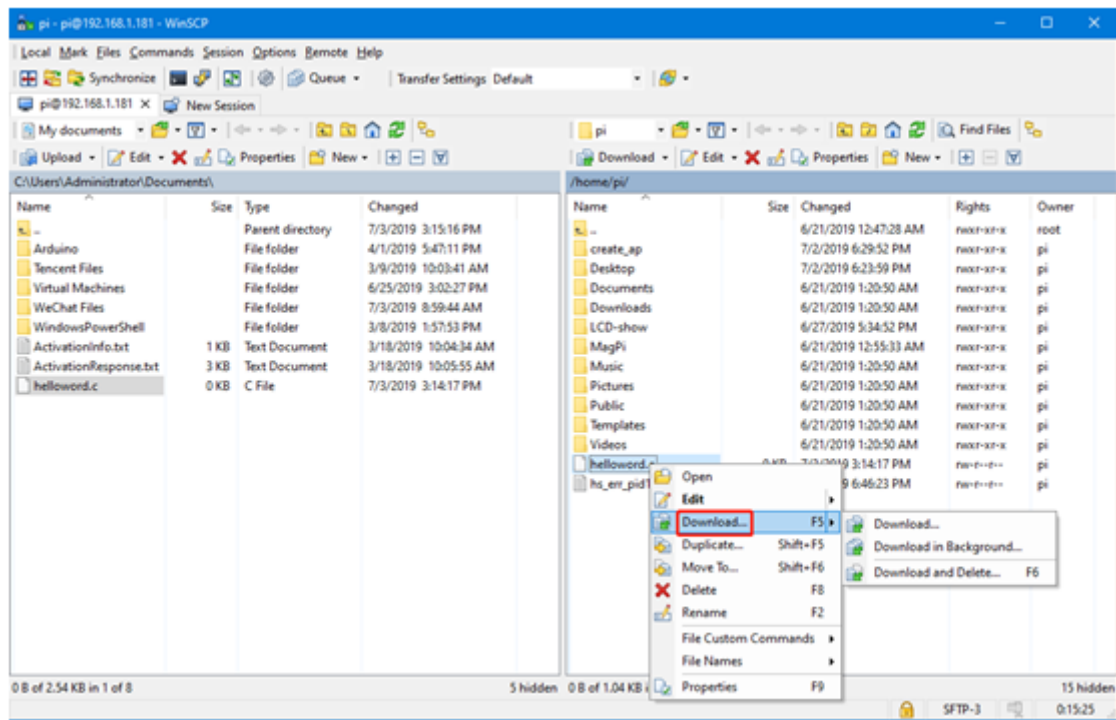 pi - pi@192.168.1.181 - WinSCP
Local Mark Files Commands Session Options Remote Help
Synchronize Queue Transfer Settings Default
pi@192.168.1.181 × New Session
My documents pi Find Files
Upload Edit Properties New Download Edit Properties New
C:\Users\Administrator\Documents\ /home/pi/
Name Size Type Changed Name Size Changed Rights Owner
.. Parent directory 7/3/2019 3:15:16 PM .. 6/21/2019 12:47:28 AM rwxr-xr-x root
Arduino File folder 4/1/2019 5:47:11 PM create_ap 7/2/2019 6:29:52 PM rwxr-xr-x pi
Tencent Files File folder 3/9/2019 10:03:41 AM Desktop 7/2/2019 6:23:59 PM rwxr-xr-x pi
Virtual Machines File folder 6/25/2019 3:02:27 PM Documents 6/21/2019 1:20:50 AM rwxr-xr-x pi
WeChat Files File folder 7/3/2019 8:59:44 AM Downloads 6/21/2019 1:20:50 AM rwxr-xr-x pi
WindowsPowerShell File folder 3/8/2019 1:57:53 PM LCD-show 6/27/2019 5:34:52 PM rwxr-xr-x pi
ActivationInfo.txt 1 KB Text Document 3/18/2019 10:04:34 AM MagPi 6/21/2019 12:55:33 AM rwxr-xr-x pi
ActivationResponse.txt 3 KB Text Document 3/18/2019 10:05:55 AM Music 6/21/2019 1:20:50 AM rwxr-xr-x pi
helloword.c 0 KB C File 7/3/2019 3:14:17 PM Pictures 6/21/2019 1:20:50 AM rwxr-xr-x pi
Public 6/21/2019 1:20:50 AM rwxr-xr-x pi
Templates 6/21/2019 1:20:50 AM rwxr-xr-x pi
Videos 6/21/2019 1:20:50 AM rwxr-xr-x pi
helloword. 3:14:17 PM rw-r--r-- pi
hs_err_pid1 9 6:46:23 PM rw-r--r-- pi
Open
Edit
Download... F5 Download...
Duplicate... Shift+F5 Download in Background...
Move To... Shift+F6 Download and Delete... F6
Delete F8
Rename F2
File Custom Commands
File Names
Properties F9
0 B of 2.54 KB in 1 of 8 5 hidden 0 B of 1.04 KB 15 hidden
SFTP-3 0:15:25